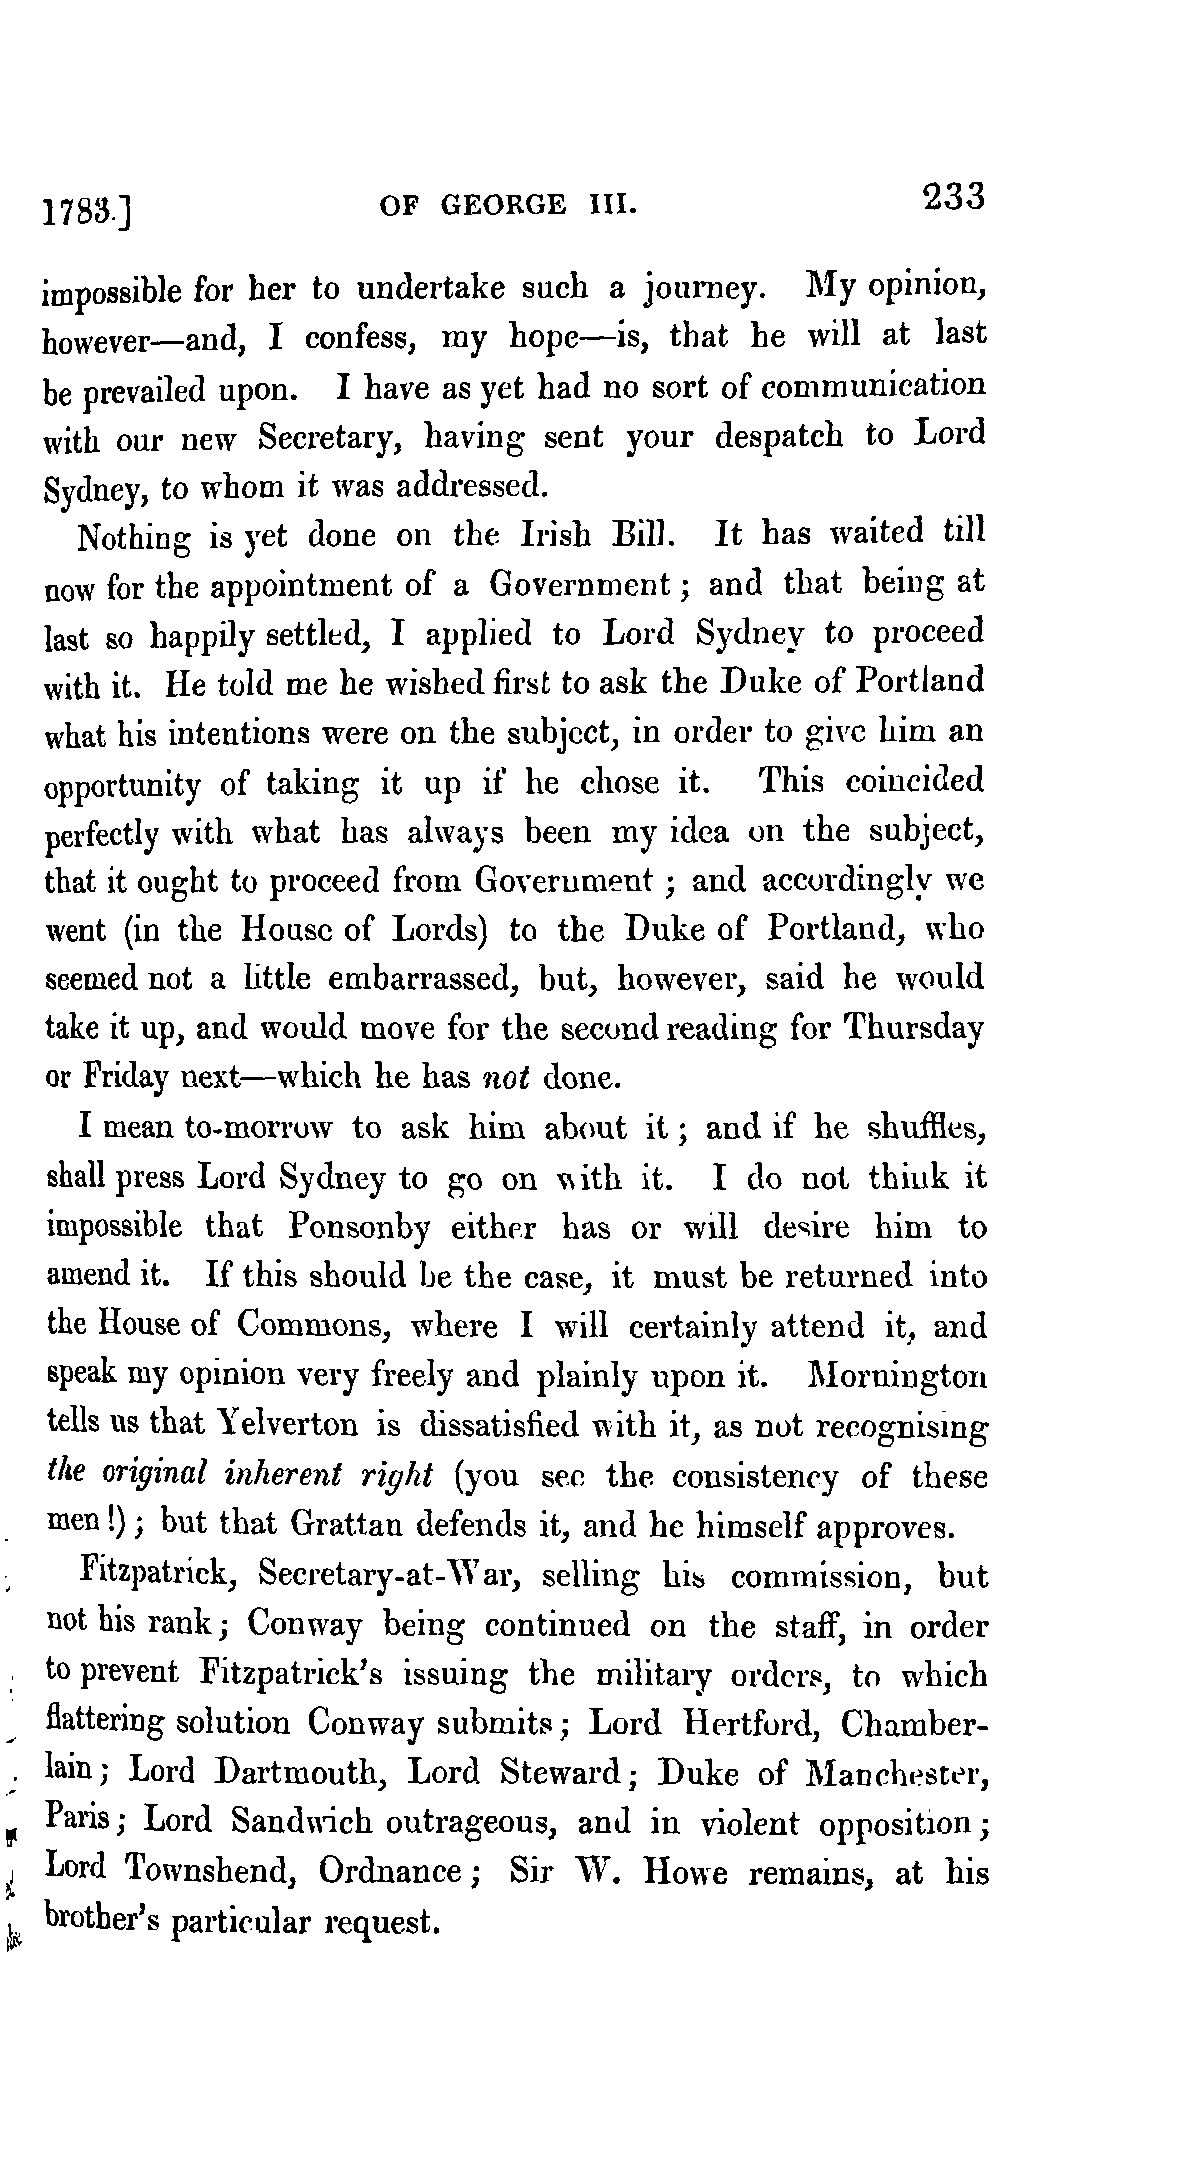 1783.] OF GEORGE III. 233
impossible for her to undertake such a journey. My opinion,
however—and, I confess, my hope—is, that he will at last
be prevailed upon. I have as yet had no sort of communication
with our new Secretary, having sent your despatch to Lord
Sydney, to whom it was addressed.
Nothing is yet done on the Irish Bill. It has waited till
now for the appointment of a Government; and that being at
last so happily settled, I applied to Lord Sydney to proceed
with it. He told me he wished first to ask the Duke of Portland
what his intentions were on the subject, in order to give him an
opportunity of taking it up if he chose it. This coincided
perfectly with what has always been my idea on the subject,
that it ought to proceed from Government; and accordingly we
went (in the House of Lords) to the Duke of Portland, who
seemed not a little embarrassed, but, however, said he would
take it up, and would move for the second reading for Thursday
or Friday next—which he has not done.
I mean to-morrow to ask him about it; and if he shuffles,
shall press Lord Sydney to go on with it. I do not think it
impossible that Ponsonby either has or will desire him to
amend it. If this should be the case, it must be returned into
the House of Commons, where I will certainly attend it, and
speak my opinion very freely and plainly upon it. Mornington
tells us that Yelverton is dissatisfied with it, as not recognising
the original inherent right (you see the consistency of these
men!); but that Grattan defends it, and he himself approves.
Fitzpatrick, Secretary-at-War, selling his commission, but
not his rank; Conway being continued on the staff, in order
to prevent Fitzpatrick's issuing the military orders, to which
flattering solution Conway submits; Lord Hertford, Chamber-
lain; Lord Dartmouth, Lord Steward; Duke of Manchester,
Paris; Lord Sandwich outrageous, and in violent opposition;
Lord Townshend, Ordnance; Sir W. Howe remains, at his
brother's particular request.